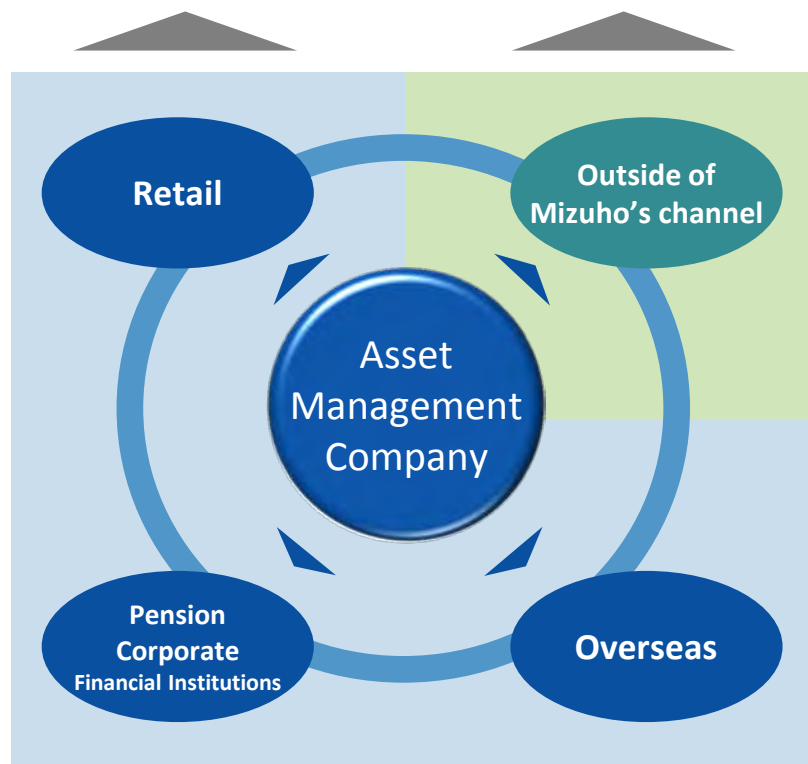 Retail
Outside of
Mizuho’s channel
Asset
Management
Company
Pension
Corporate
Financial Institutions
Overseas